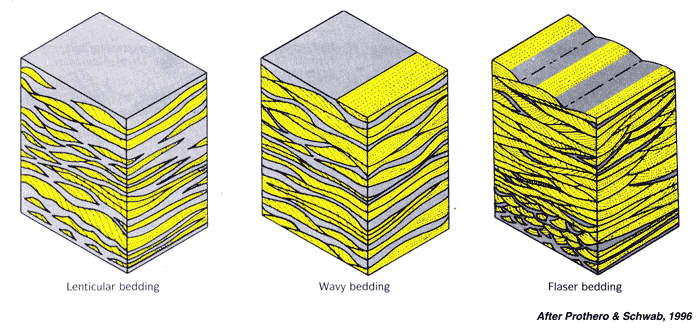 Lenticular bedding
Wavy bedding
Flaser bedding
After Prothero & Schwab, 1996